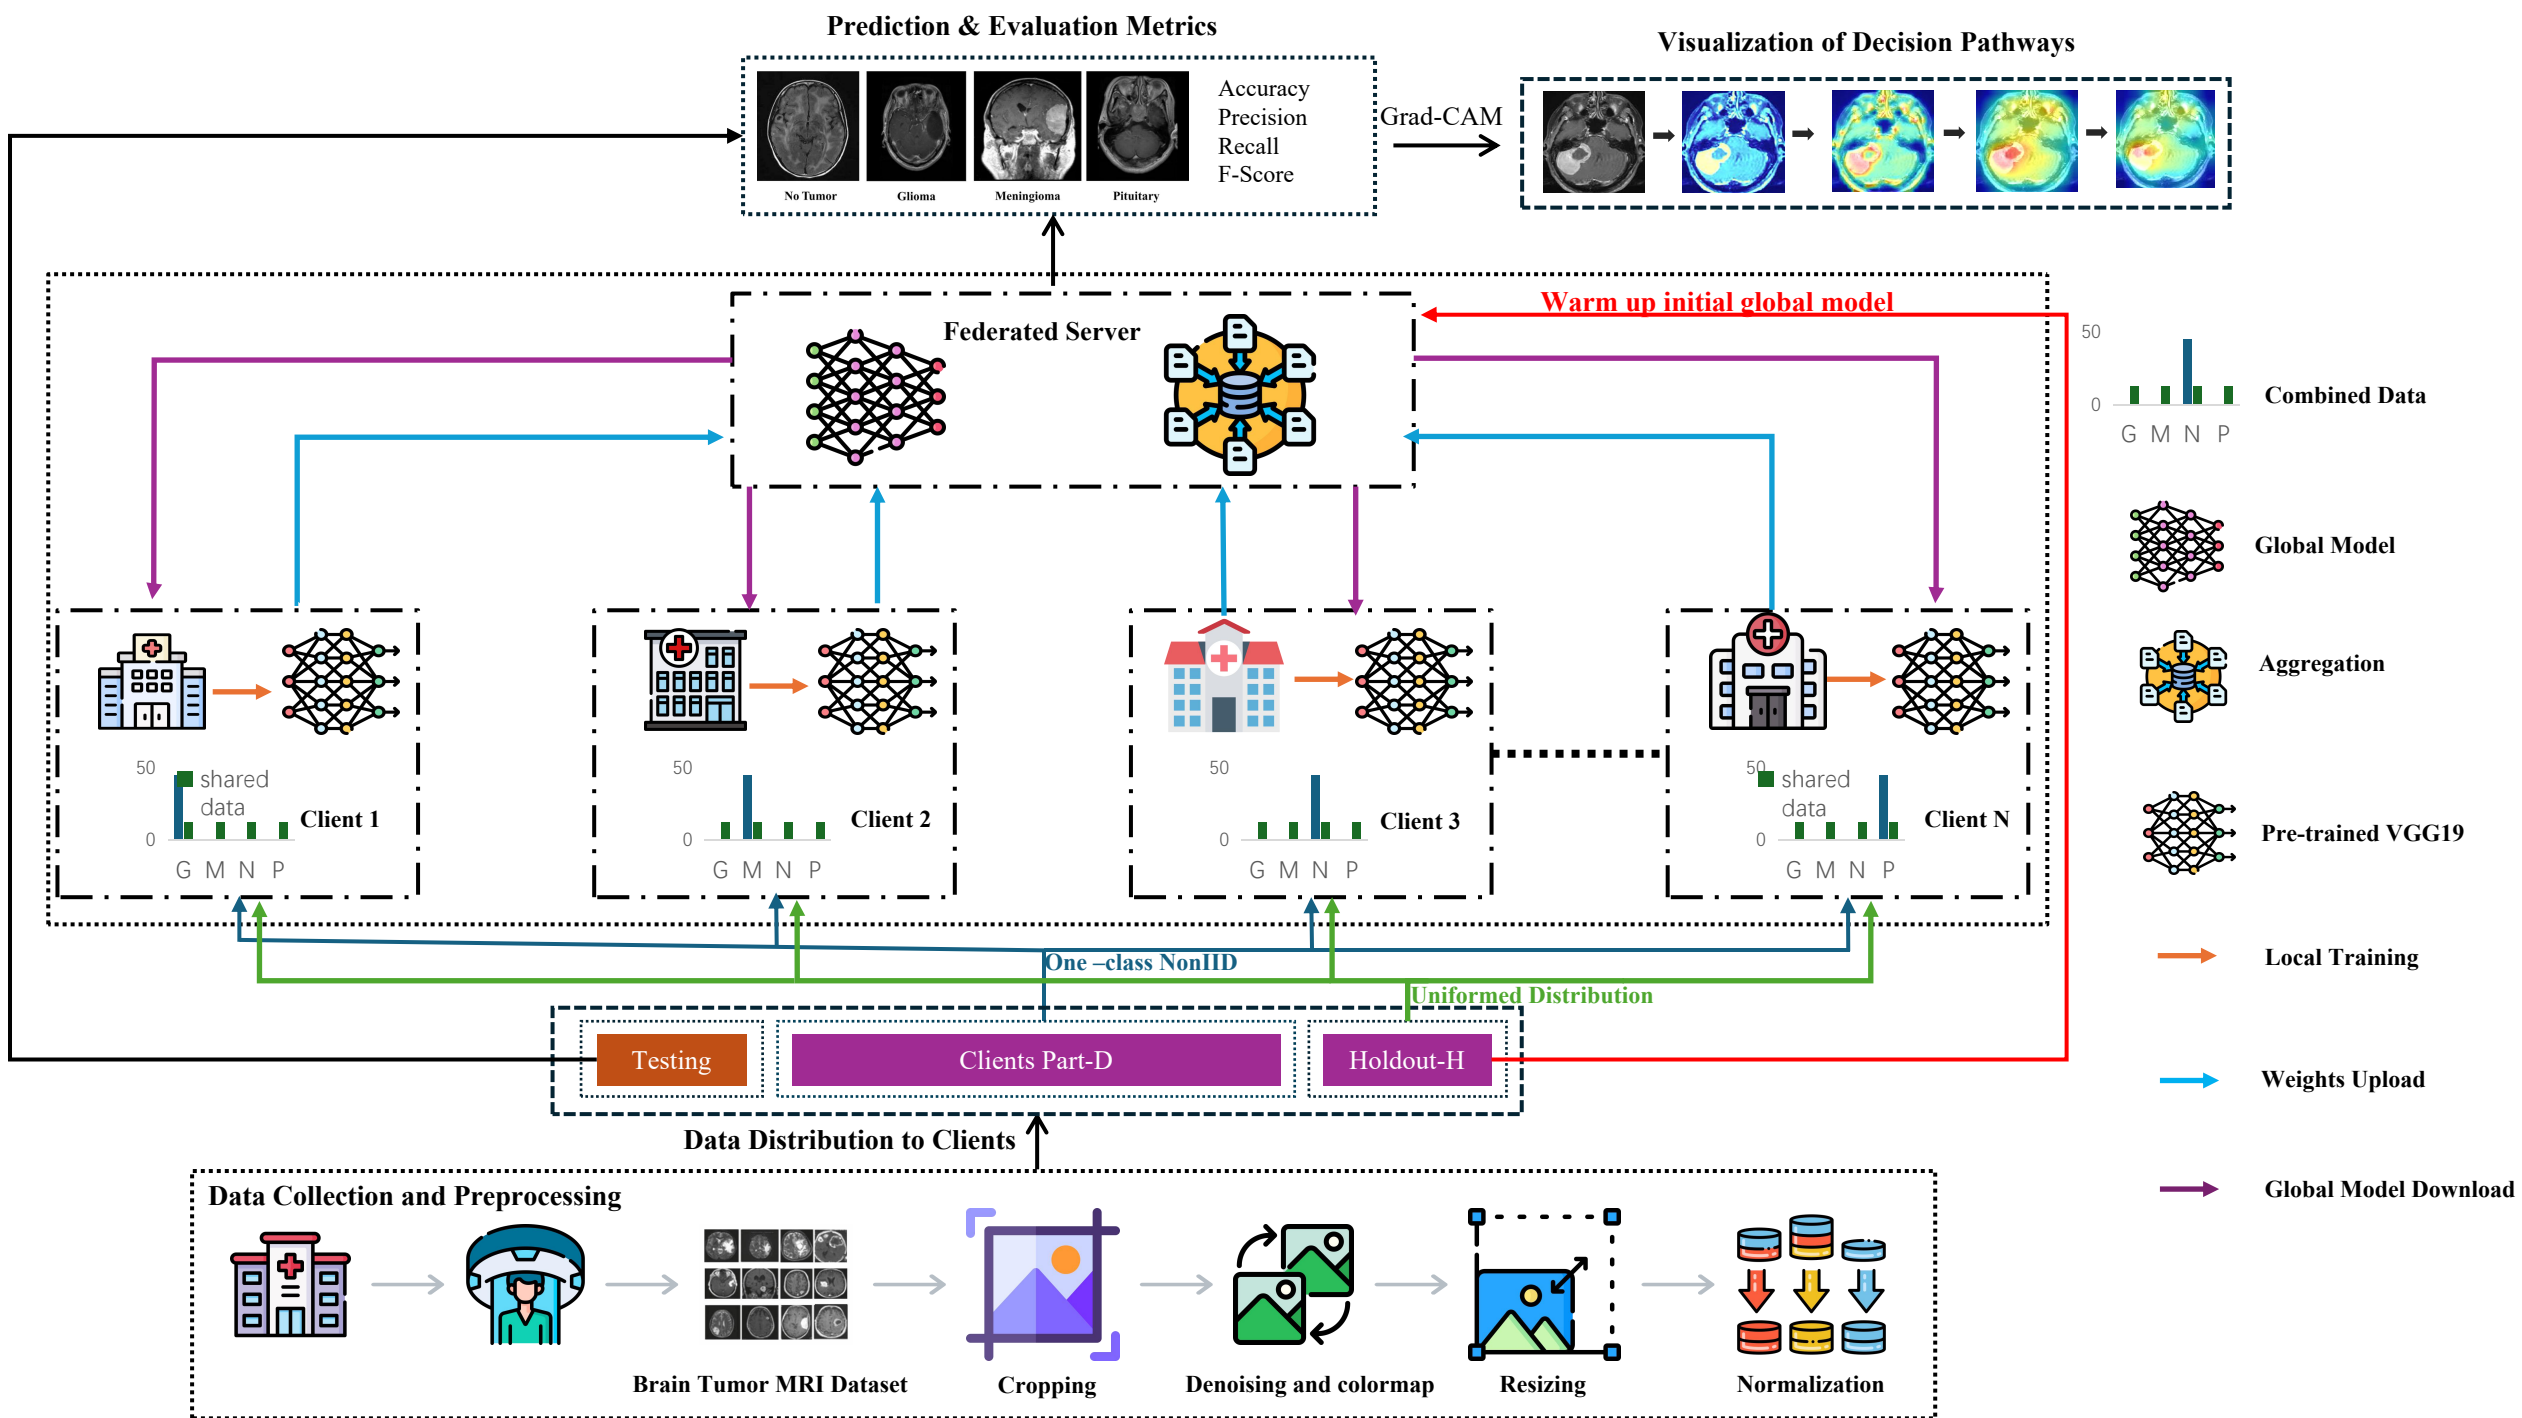 Prediction & Evaluation Metrics
Visualization of Decision Pathways
Accuracy
Precision
Recall
F-Score
No Tumor
Glioma
Meningioma
Pituitary
Grad-CAM
Warm up initial global model
Federated Server
50
0
G M N P
Combined Data
Global Model
Aggregation
Pre-trained VGG19
Local Training
Weights Upload
Global Model Download
50
shared
data
0
G M N P
Client 1
50
0
G M N P
Client 2
50
0
G M N P
Client 3
50
shared
data
0
G M N P
Client N
One –class NonIID
Uniformed Distribution
Testing
Clients Part-D
Holdout-H
Data Distribution to Clients
Data Collection and Preprocessing
Brain Tumor MRI Dataset
Cropping
Denoising and colormap
Resizing
Normalization